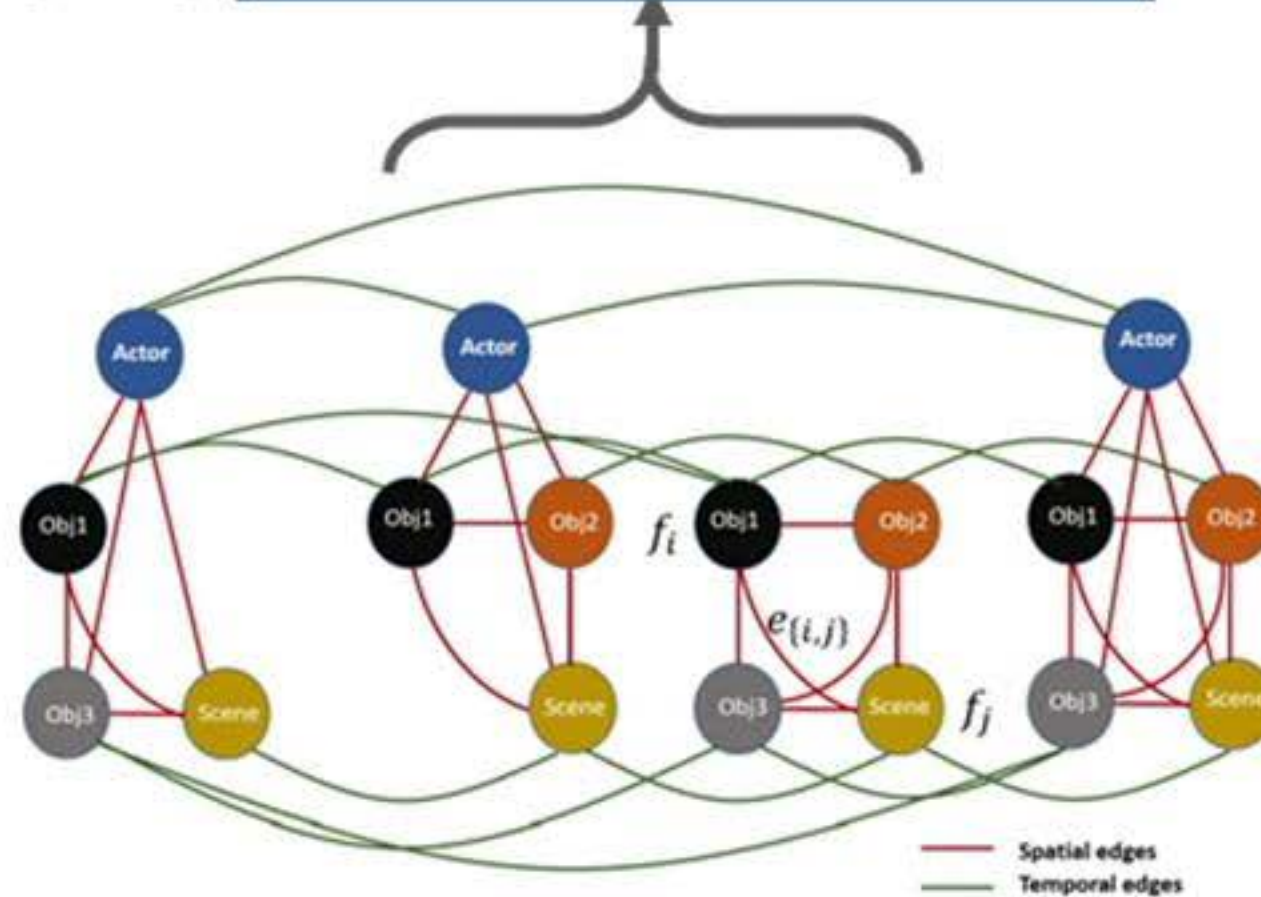 Actor
Actor
Actor
Obj1
Obj1
Obj2
f_i
Obj1
Obj2
Obj1
Obj2
e_{i,j}
Obj3
Scene
Scene
Obj3
Scene
f_j
Obj3
Scene
Spatial edges
Temporal edges